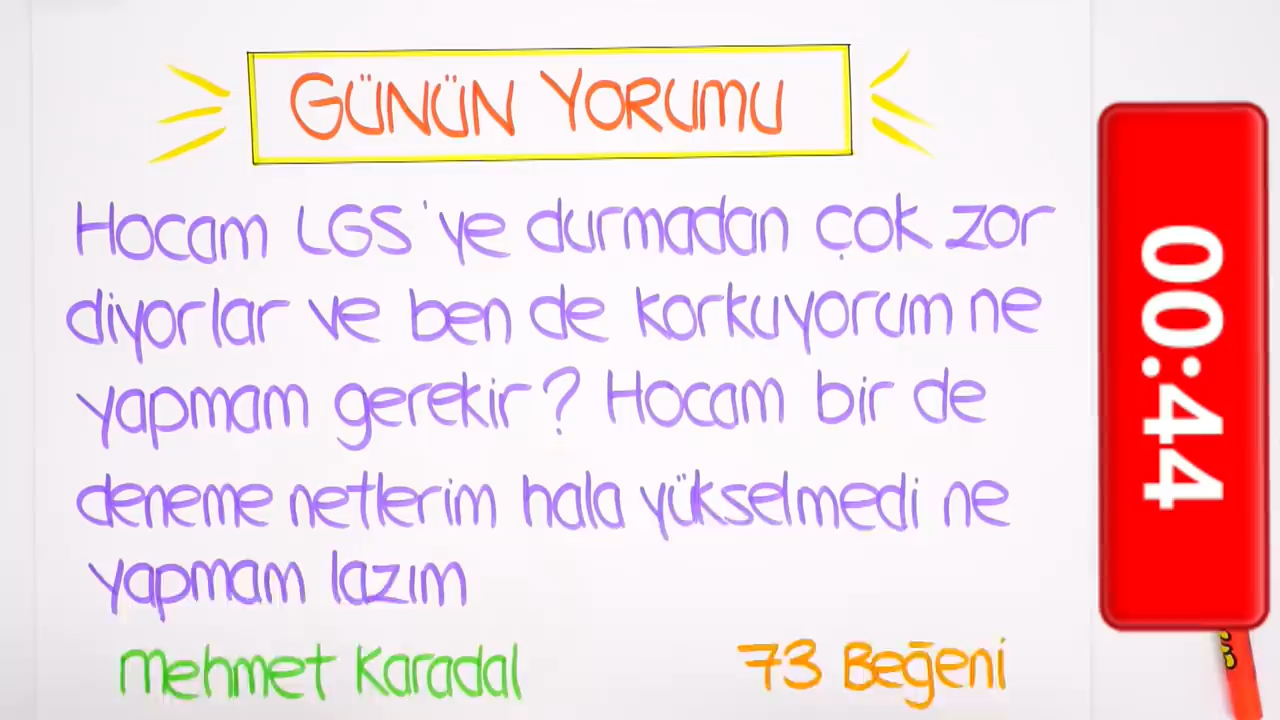 GÜNÜN YORUMU
Hocam LGS'ye durmadan çok zor
diyorlar ve ben de korkuyorum ne
yapmam gerekir? Hocam bir de
deneme netlerim hala yükselmedi ne
yapmam lazım
Mehmet Karadal
73 Beğeni
00:44